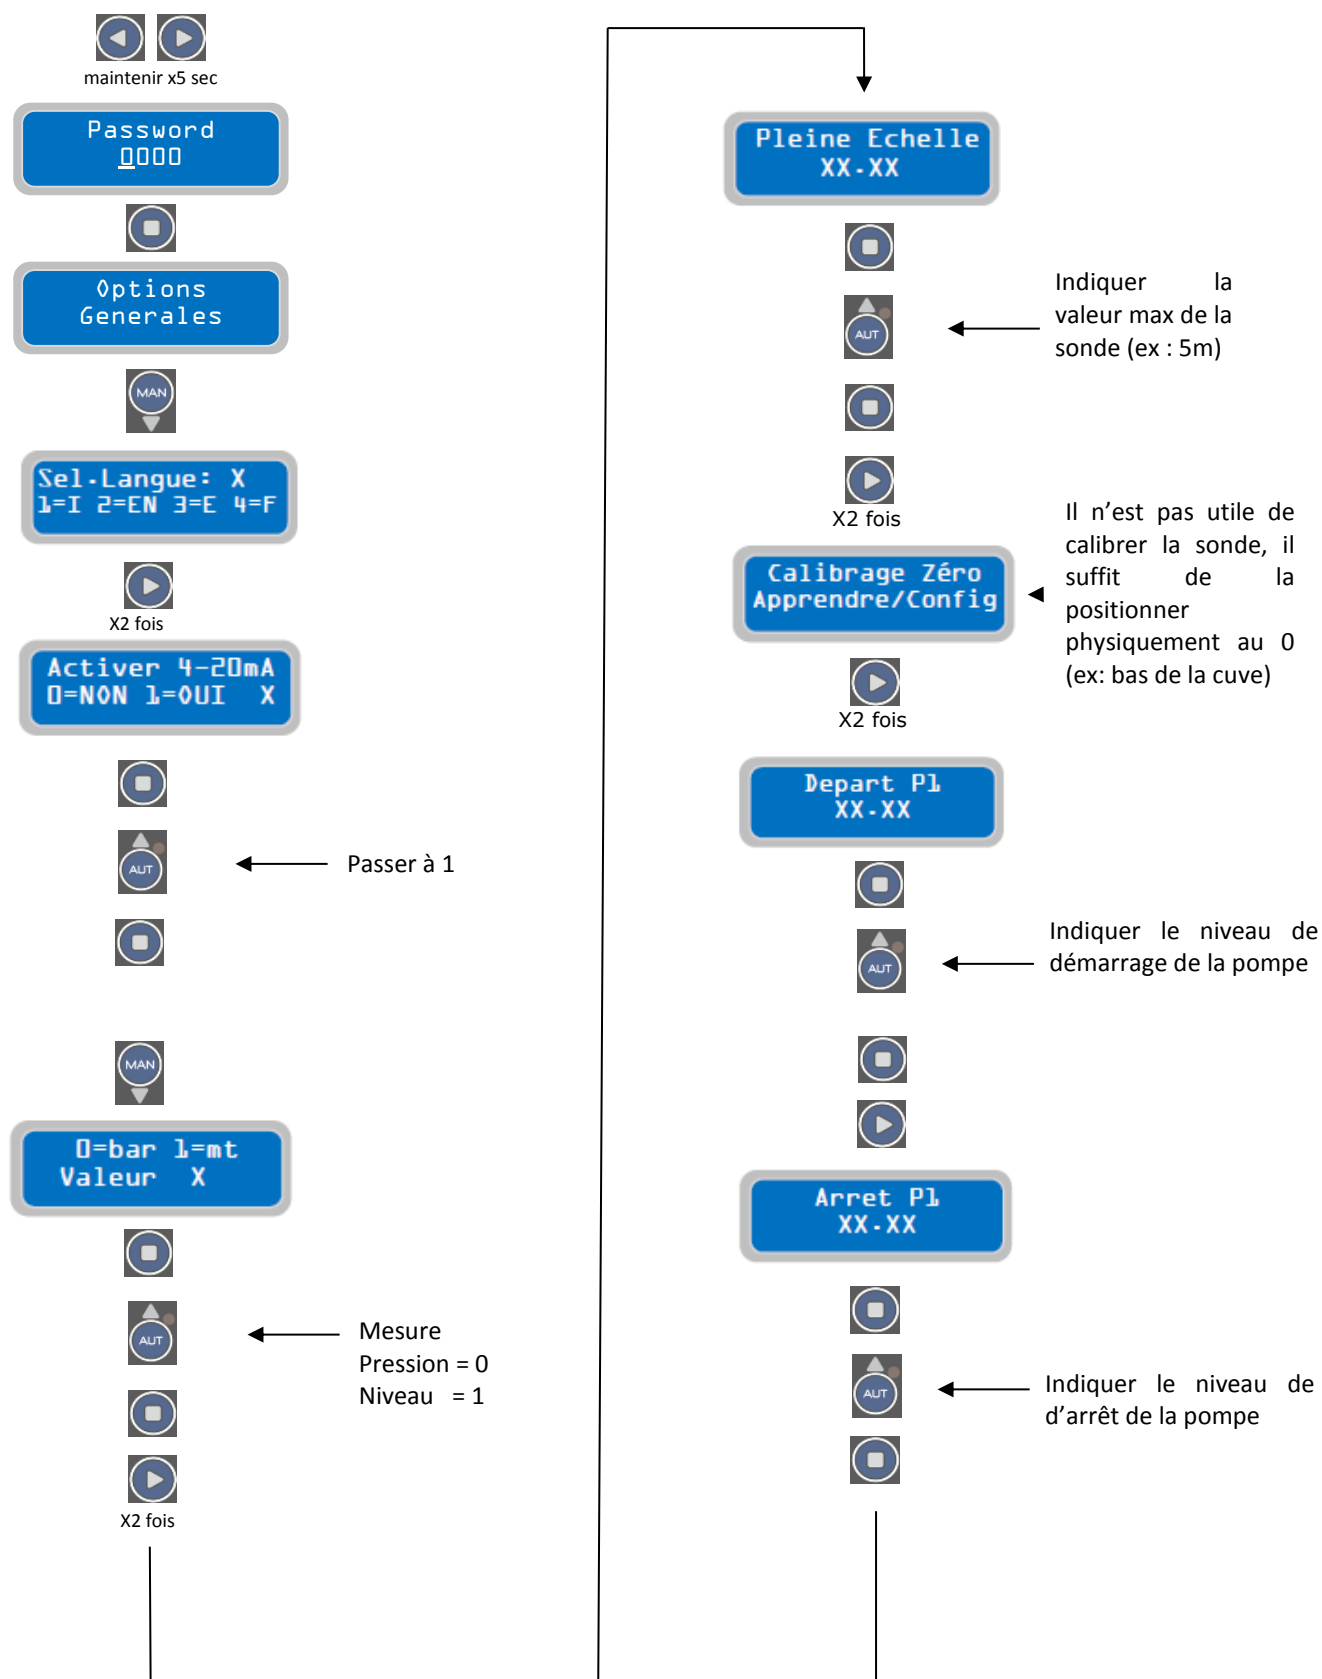 maintenir x5 sec
Password
0000
Options
Generales
MAN
Sel.Langue: X
1=I 2=EN 3=E 4=F
X2 fois
Activer 4-20mA
0=NON 1=OUI X
AUT
Passer à 1
MAN
0=bar 1=mt
Valeur X
AUT
Mesure
Pression = 0
Niveau = 1
X2 fois
Pleine Echelle
XX.XX
AUT
Indiquer la
valeur max de la
sonde (ex : 5m)
X2 fois
Calibrage Zéro
Apprendre/Config
Il n’est pas utile de
calibrer la sonde, il
suffit de la
positionner
physiquement au 0
(ex: bas de la cuve)
X2 fois
Depart P1
XX.XX
AUT
Indiquer le niveau de
démarrage de la pompe
Arret P1
XX.XX
AUT
Indiquer le niveau de
d’arrêt de la pompe